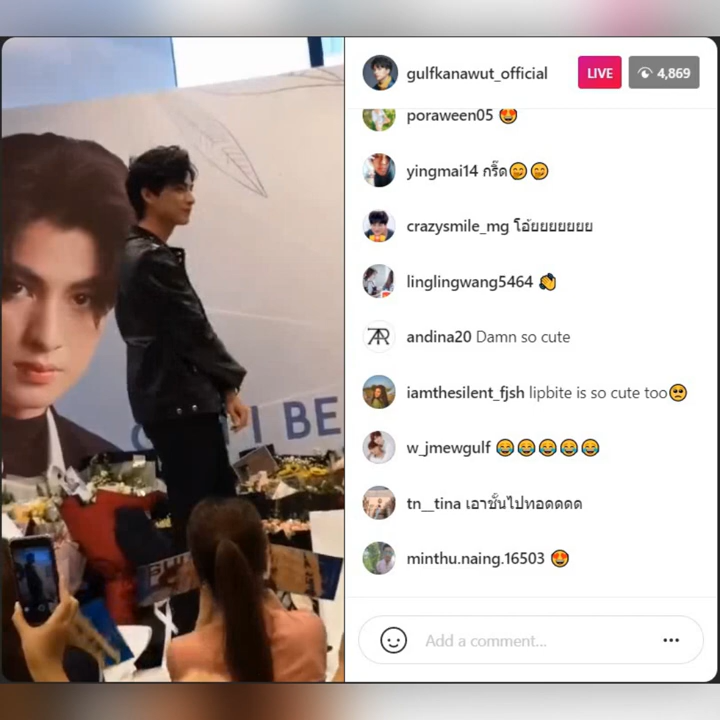 gulfkanawut_official LIVE 4,869
poraween05 😍
yingmai14 กรี๊ด😊😊
crazysmile_mg โอ้ยยยยยยย
linglingwang5464 👏
andina20 Damn so cute
iamthesilent_fjsh lipbite is so cute too🥺
w_jmewgulf 😂😂😂😂😂
tn__tina เอาชั้นไปทอดดดด
minthu.naing.16503 😍
Add a comment...
I BE